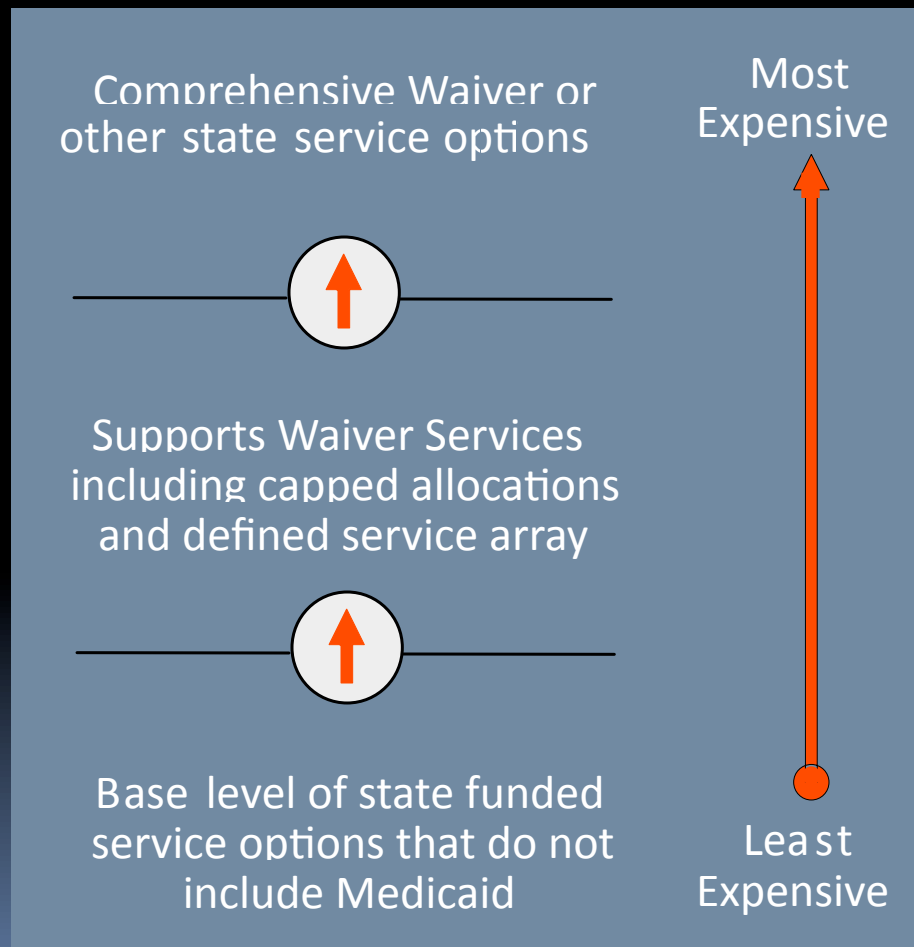 Comprehensive Waiver or
other state service options
Most
Expensive
Supports Waiver Services
including capped allocations
and defined service array
Base level of state funded
service options that do not
include Medicaid
Least
Expensive